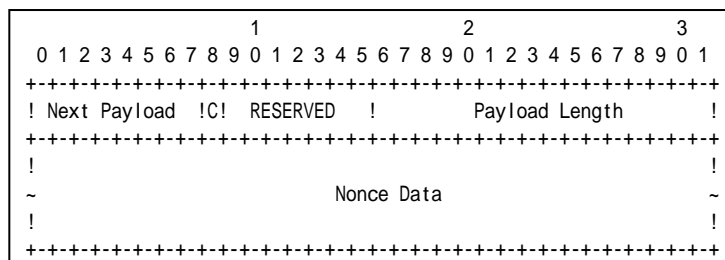 1                   2                   3
 0 1 2 3 4 5 6 7 8 9 0 1 2 3 4 5 6 7 8 9 0 1 2 3 4 5 6 7 8 9 0 1
+-+-+-+-+-+-+-+-+-+-+-+-+-+-+-+-+-+-+-+-+-+-+-+-+-+-+-+-+-+-+-+-+
! Next Payload  !C!  RESERVED   !         Payload Length        !
+-+-+-+-+-+-+-+-+-+-+-+-+-+-+-+-+-+-+-+-+-+-+-+-+-+-+-+-+-+-+-+-+
!                                                               !
~                            Nonce Data                         ~
!                                                               !
+-+-+-+-+-+-+-+-+-+-+-+-+-+-+-+-+-+-+-+-+-+-+-+-+-+-+-+-+-+-+-+-+